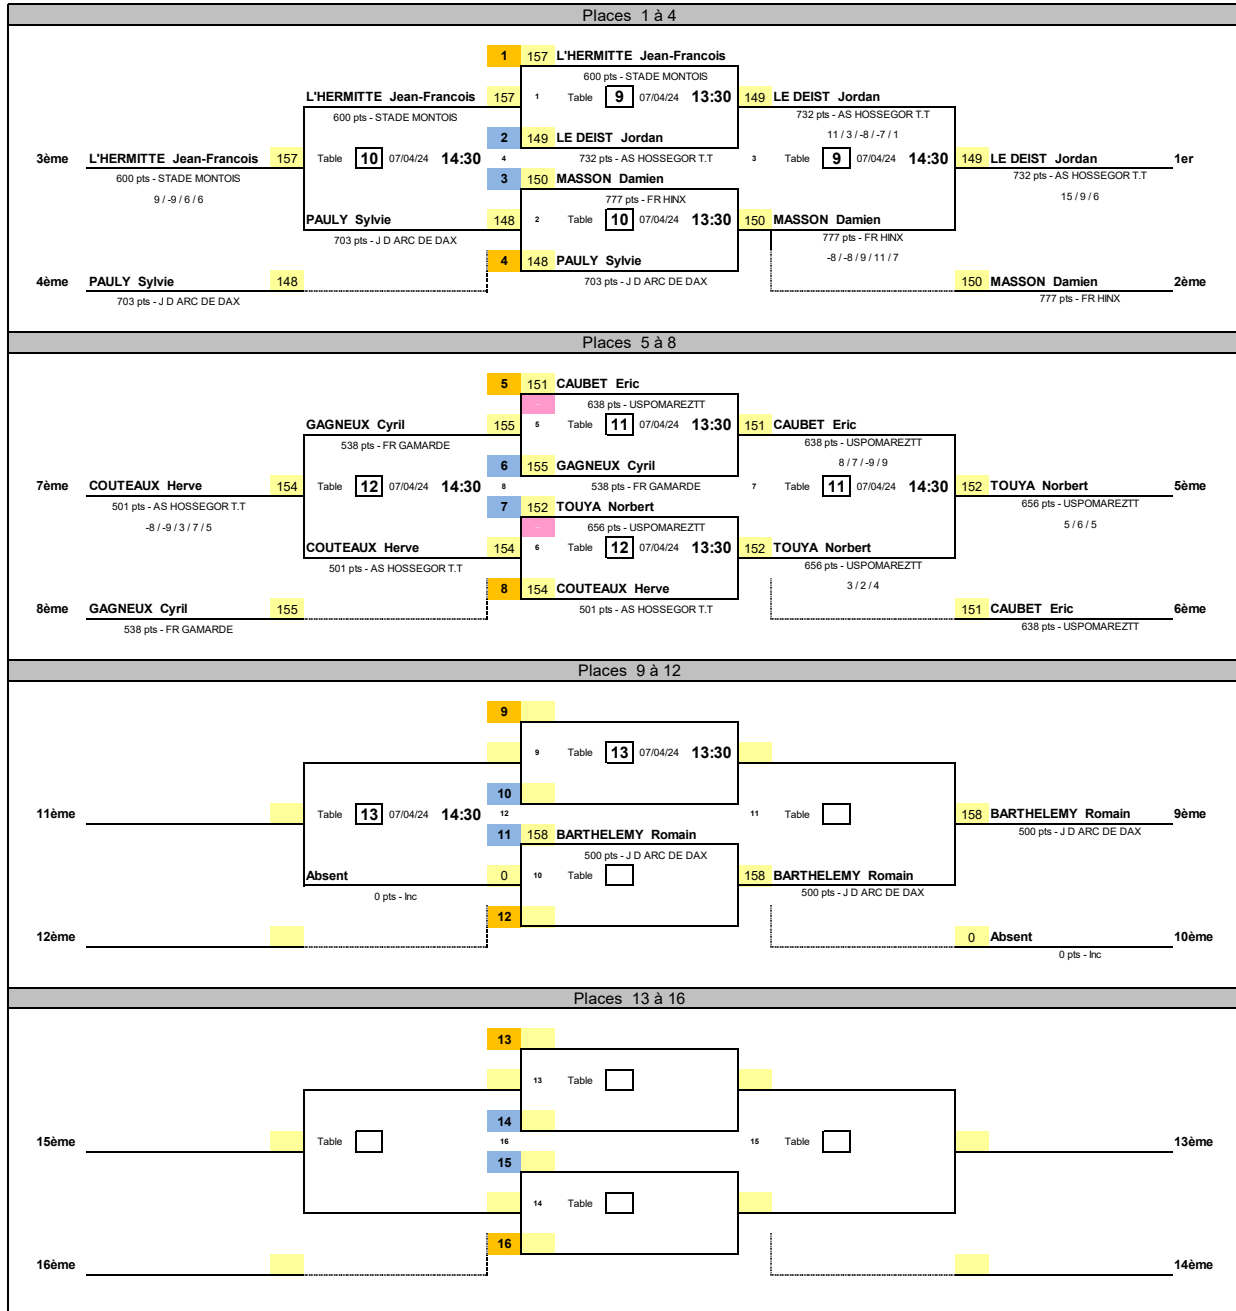 Places 1 à 4
1 157 L'HERMITTE Jean-Francois
600 pts - STADE MONTOIS
L'HERMITTE Jean-Francois 157 1 Table 9 07/04/24 13:30 149 LE DEIST Jordan
600 pts - STADE MONTOIS 732 pts - AS HOSSEGOR T.T
2 149 LE DEIST Jordan 11 / 3 / -8 / -7 / 1
3ème L'HERMITTE Jean-Francois 157 Table 10 07/04/24 14:30 4 732 pts - AS HOSSEGOR T.T 3 Table 9 07/04/24 14:30 149 LE DEIST Jordan 1er
600 pts - STADE MONTOIS 3 150 MASSON Damien 732 pts - AS HOSSEGOR T.T
9 / -9 / 6 / 6 777 pts - FR HINX 15 / 9 / 6
PAULY Sylvie 148 2 Table 10 07/04/24 13:30 150 MASSON Damien
703 pts - J D ARC DE DAX 777 pts - FR HINX
4 148 PAULY Sylvie -8 / -8 / 9 / 11 / 7
4ème PAULY Sylvie 148 703 pts - J D ARC DE DAX 150 MASSON Damien 2ème
703 pts - J D ARC DE DAX 777 pts - FR HINX
Places 5 à 8
5 151 CAUBET Eric
638 pts - USPOMAREZTT
GAGNEUX Cyril 155 5 Table 11 07/04/24 13:30 151 CAUBET Eric
538 pts - FR GAMARDE 638 pts - USPOMAREZTT
6 155 GAGNEUX Cyril 8 / 7 / -9 / 9
7ème COUTEAUX Herve 154 Table 12 07/04/24 14:30 8 538 pts - FR GAMARDE 7 Table 11 07/04/24 14:30 152 TOUYA Norbert 5ème
501 pts - AS HOSSEGOR T.T 7 152 TOUYA Norbert 656 pts - USPOMAREZTT
-8 / -9 / 3 / 7 / 5 656 pts - USPOMAREZTT 5 / 6 / 5
COUTEAUX Herve 154 6 Table 12 07/04/24 13:30 152 TOUYA Norbert
501 pts - AS HOSSEGOR T.T 656 pts - USPOMAREZTT
8 154 COUTEAUX Herve 3 / 2 / 4
8ème GAGNEUX Cyril 155 501 pts - AS HOSSEGOR T.T 151 CAUBET Eric 6ème
538 pts - FR GAMARDE 638 pts - USPOMAREZTT
Places 9 à 12
9
9 Table 13 07/04/24 13:30
10
11ème Table 13 07/04/24 14:30 12 11 Table 158 BARTHELEMY Romain 9ème
11 158 BARTHELEMY Romain 500 pts - J D ARC DE DAX
500 pts - J D ARC DE DAX
Absent 0 10 Table 158 BARTHELEMY Romain
0 pts - Inc 500 pts - J D ARC DE DAX
12
12ème 0 Absent 10ème
0 pts - Inc
Places 13 à 16
13
13 Table
14
15ème Table 16 15 Table 13ème
15
14 Table
16
16ème 14ème